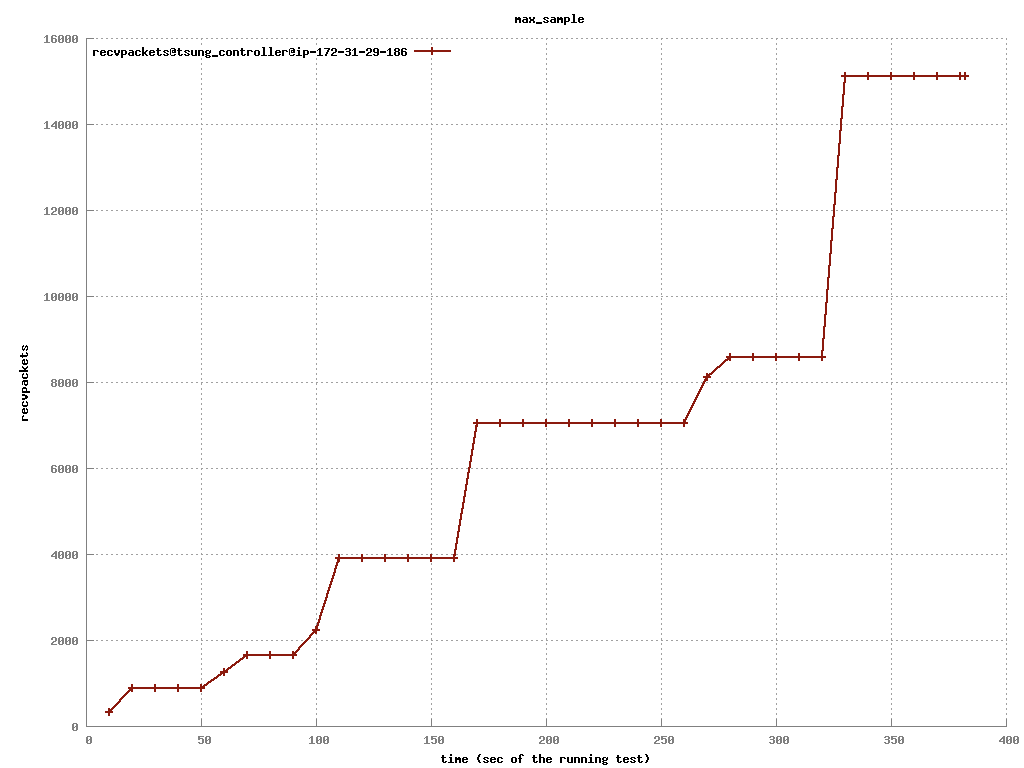 max_sample
recvpackets@tsung_controller@ip-172-31-29-186
16000
14000
12000
10000
8000
6000
4000
2000
0
recvpackets
0 50 100 150 200 250 300 350 400
time (sec of the running test)